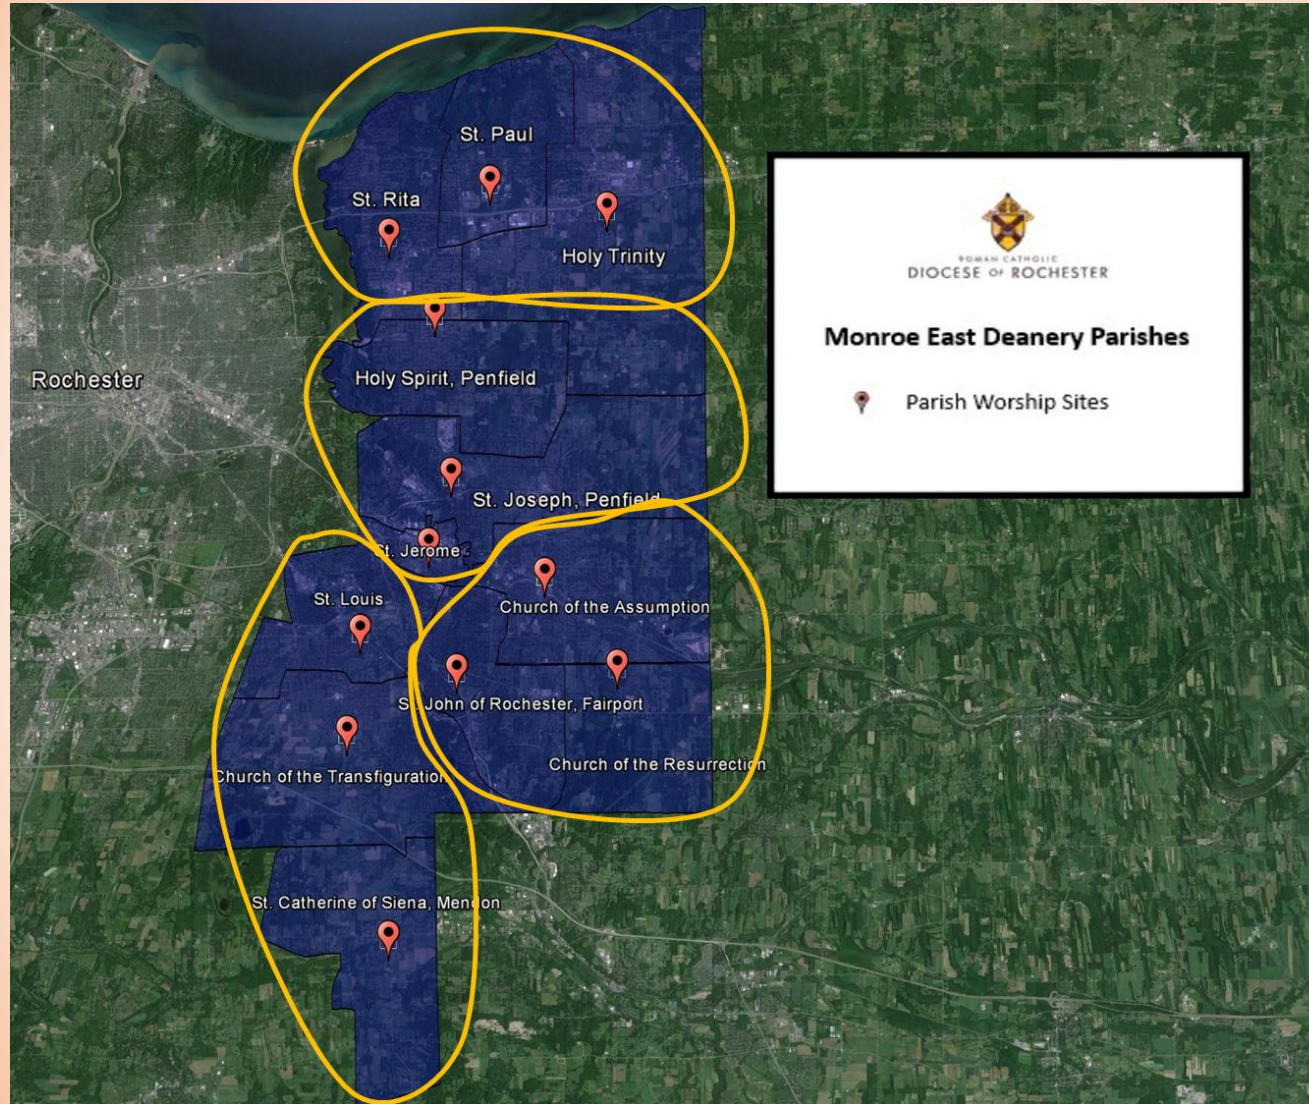 St. Paul
St. Rita
Holy Trinity
ROMAN CATHOLIC
DIOCESE OF ROCHESTER
Monroe East Deanery Parishes
Parish Worship Sites
Rochester
Holy Spirit, Penfield
St. Joseph, Penfield
St. Jerome
St. Louis
Church of the Assumption
St. John of Rochester, Fairport
Church of the Resurrection
Church of the Transfiguration
St. Catherine of Siena, Mendon